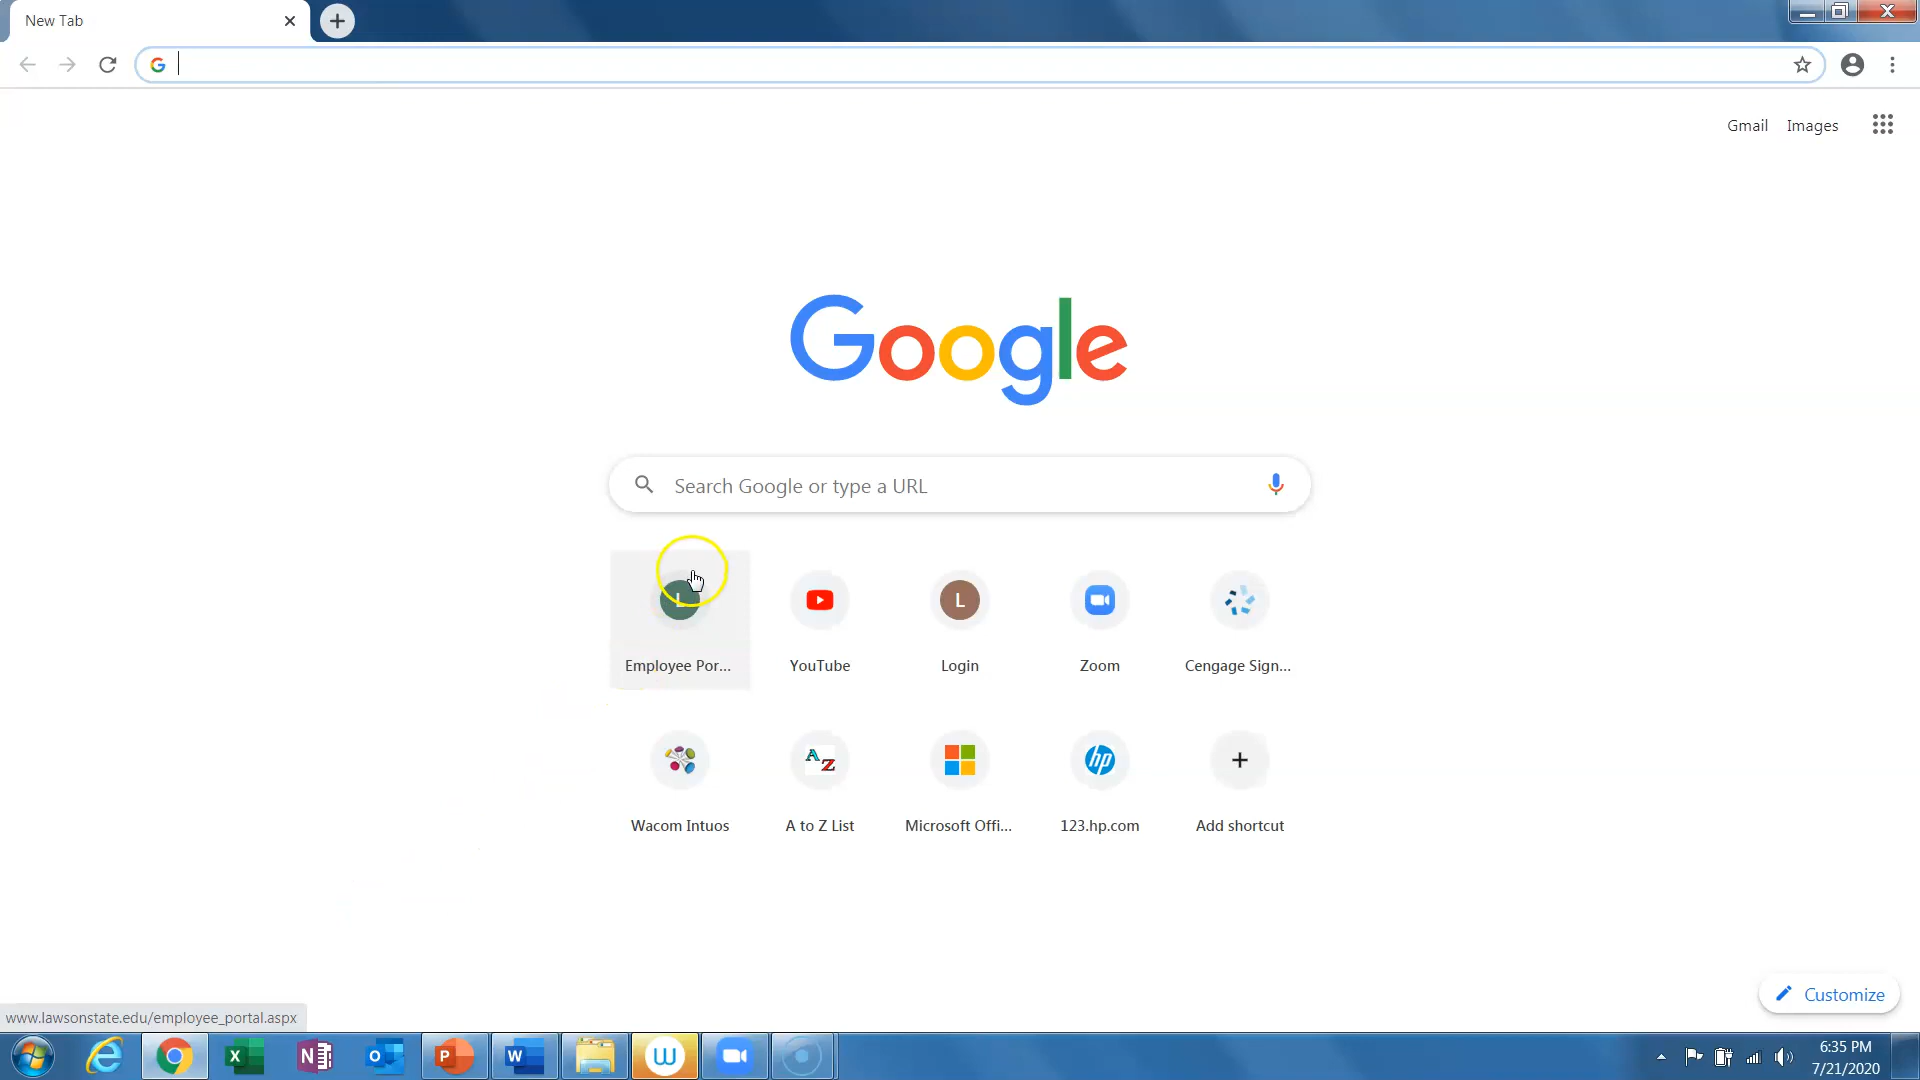 New Tab
Gmail Images
Google
Search Google or type a URL
L
L
Employee Por...
YouTube
Login
Zoom
Cengage Sign...
A Z
hp
Wacom Intuos
A to Z List
Microsoft Offi...
123.hp.com
Add shortcut
Customize
www.lawsonstate.edu/employee_portal.aspx
6:35 PM
7/21/2020